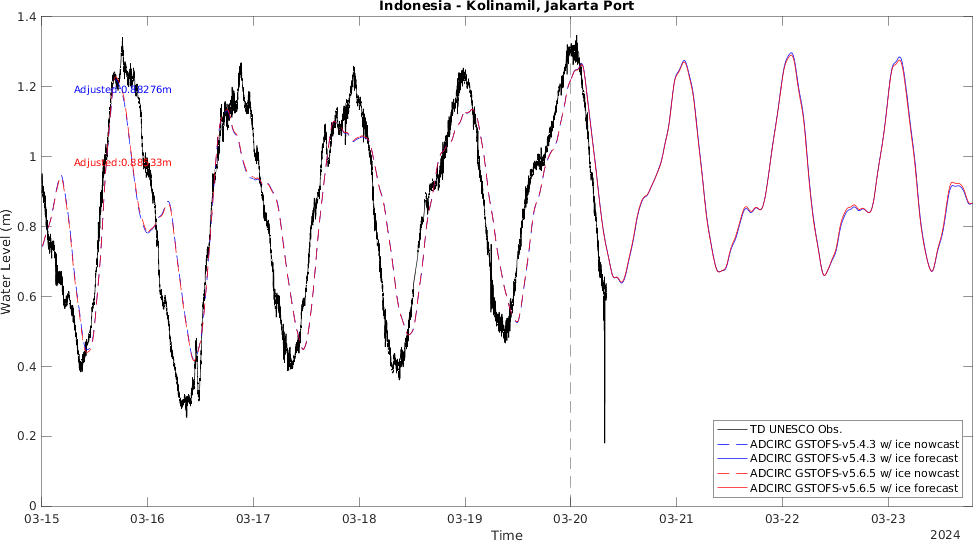 Indonesia - Kolinamil, Jakarta Port
1.4
1.2
1
0.8
0.6
0.4
0.2
0
Water Level (m)
Adjusted:0.88276m
TD UNESCO Obs.
ADCIRC GSTOFS-v5.4.3 w/ ice nowcast
ADCIRC GSTOFS-v5.4.3 w/ ice forecast
ADCIRC GSTOFS-v5.6.5 w/ ice nowcast
ADCIRC GSTOFS-v5.6.5 w/ ice forecast
03-15 03-16 03-17 03-18 03-19 03-20 03-21 03-22 03-23
Time
2024